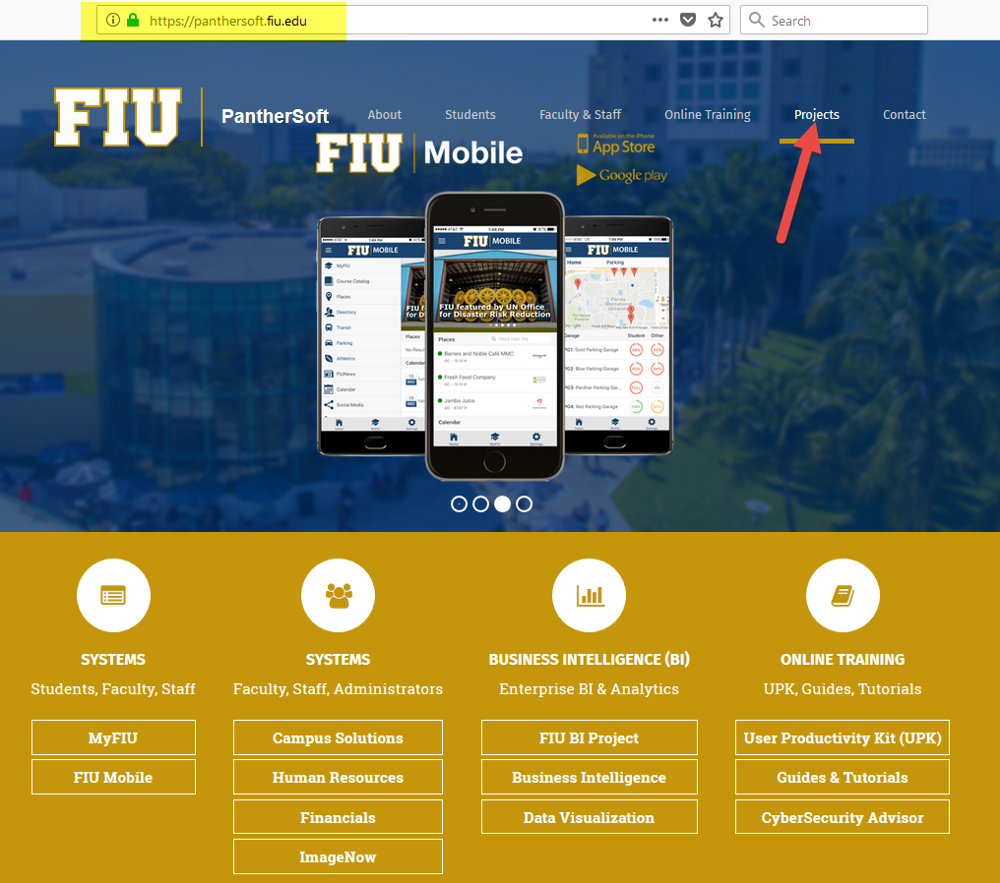 https://panthersoft.fiu.edu
Search
FIU
PantherSoft
About
Students
Faculty & Staff
Online Training
Projects
Contact
FIU Mobile
Available on the iPhone
App Store
Google play
FIU MOBILE
MyFIU
Course Catalog
Places
Directory
Transit
Parking
Athletics
FIUNews
Calendar
Social Media
FIU MOBILE
FIU featured by UN Office
for Disaster Risk Reduction
Places
Food near me
Barnes and Noble Café MMC
Fresh Food Company
Jamba Juice
Calendar
FIU MOBILE
Home
Parking
Garage
Student
Other
PG1: Gold Parking Garage
PG2: Blue Parking Garage
PG3: Panther Parking Gar...
PG4: Red Parking Garage
SYSTEMS
Students, Faculty, Staff
MyFIU
FIU Mobile
SYSTEMS
Faculty, Staff, Administrators
Campus Solutions
Human Resources
Financials
ImageNow
BUSINESS INTELLIGENCE (BI)
Enterprise BI & Analytics
FIU BI Project
Business Intelligence
Data Visualization
ONLINE TRAINING
UPK, Guides, Tutorials
User Productivity Kit (UPK)
Guides & Tutorials
CyberSecurity Advisor